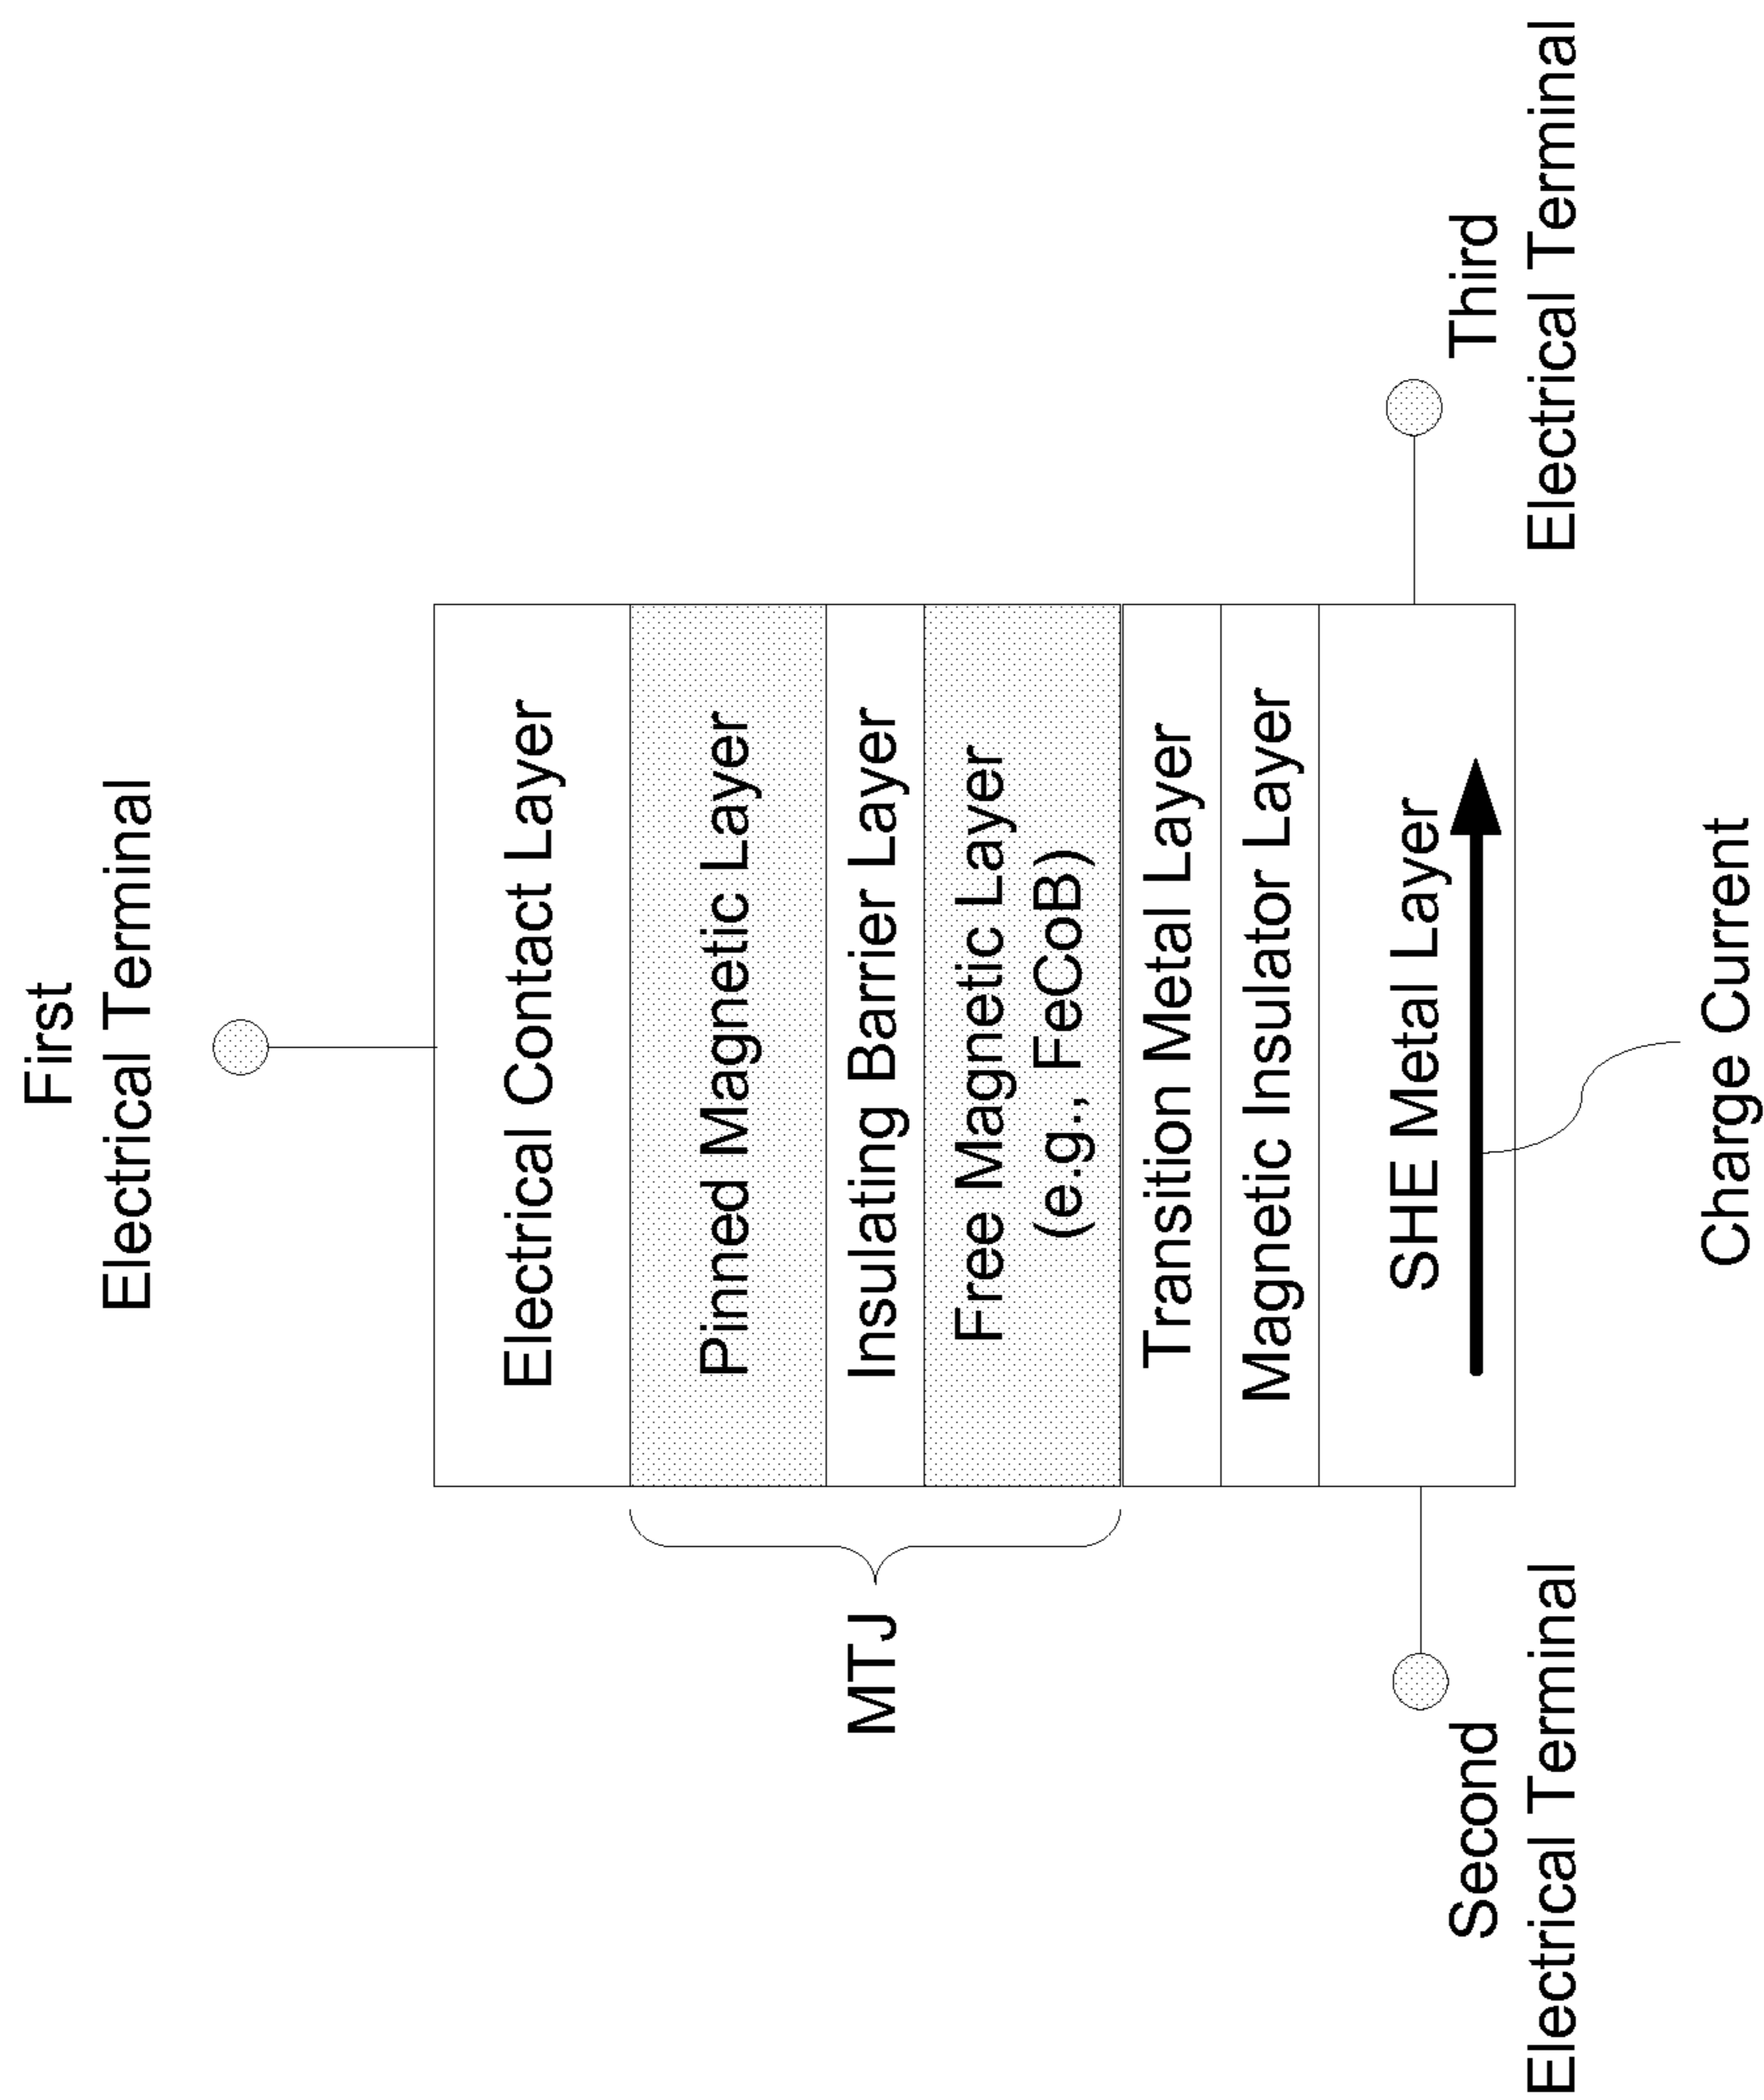 First
Electrical Terminal
Electrical Contact Layer
Pinned Magnetic Layer
Insulating Barrier Layer
Free Magnetic Layer
(e.g., FeCoB)
MTJ
Transition Metal Layer
Magnetic Insulator Layer
SHE Metal Layer
Second
Electrical Terminal
Third
Electrical Terminal
Charge Current